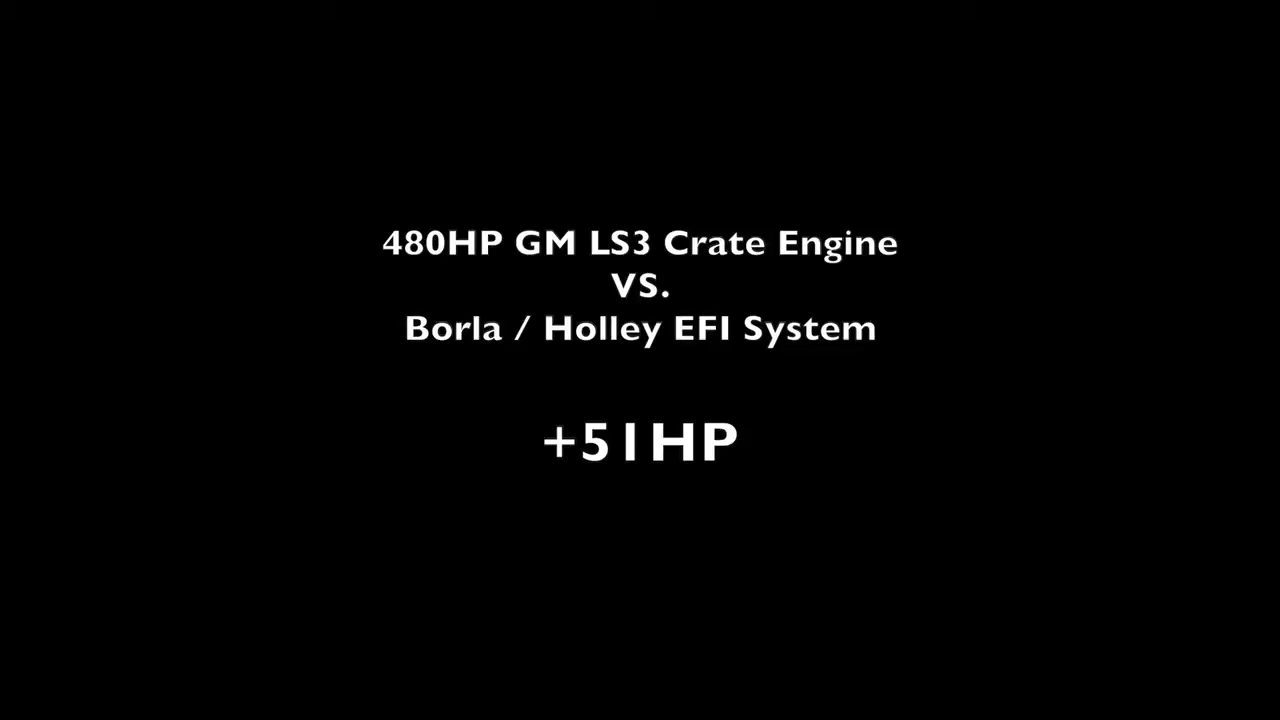 480HP GM LS3 Crate Engine
VS.
Borla / Holley EFI System
+51HP